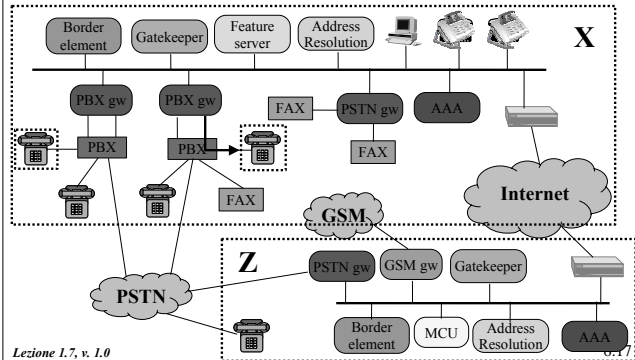 Border
element
Gatekeeper
Feature
server
Address
Resolution
X
PBX gw
PBX gw
FAX
PSTN gw
AAA
PBX
PBX
FAX
FAX
Internet
GSM
Z
PSTN gw
GSM gw
Gatekeeper
PSTN
Border
element
MCU
Address
Resolution
AAA
Lezione 1.7, v. 1.0